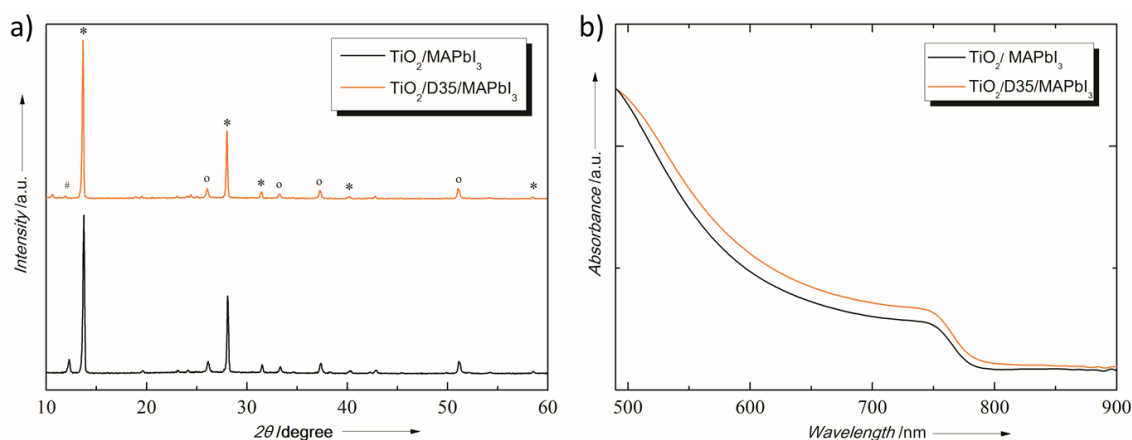 a)
TiO2/MAPbI3
TiO2/D35/MAPbI3
*
*
#
o
*
o
o
*
o
*
Intensity /a.u.
10 20 30 40 50 60
2θ /degree
b)
TiO2/ MAPbI3
TiO2/D35/MAPbI3
Absorbance /a.u.
500 600 700 800 900
Wavelength /nm